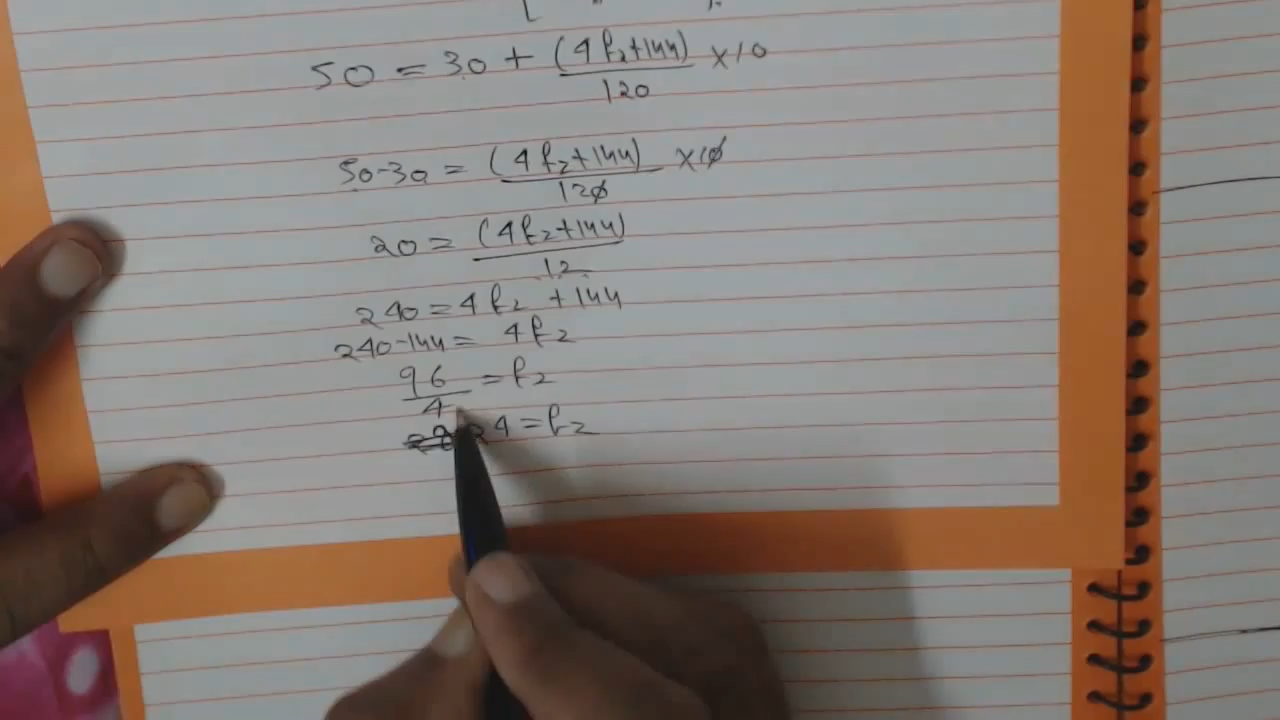 50 = 30 + (4f₂+144)/120 ×10
50-30 = (4f₂+144)/120 ×10
20 = (4f₂+144)/12
240 = 4f₂ + 144
240-144 = 4f₂
96/4 = f₂
24 = f₂